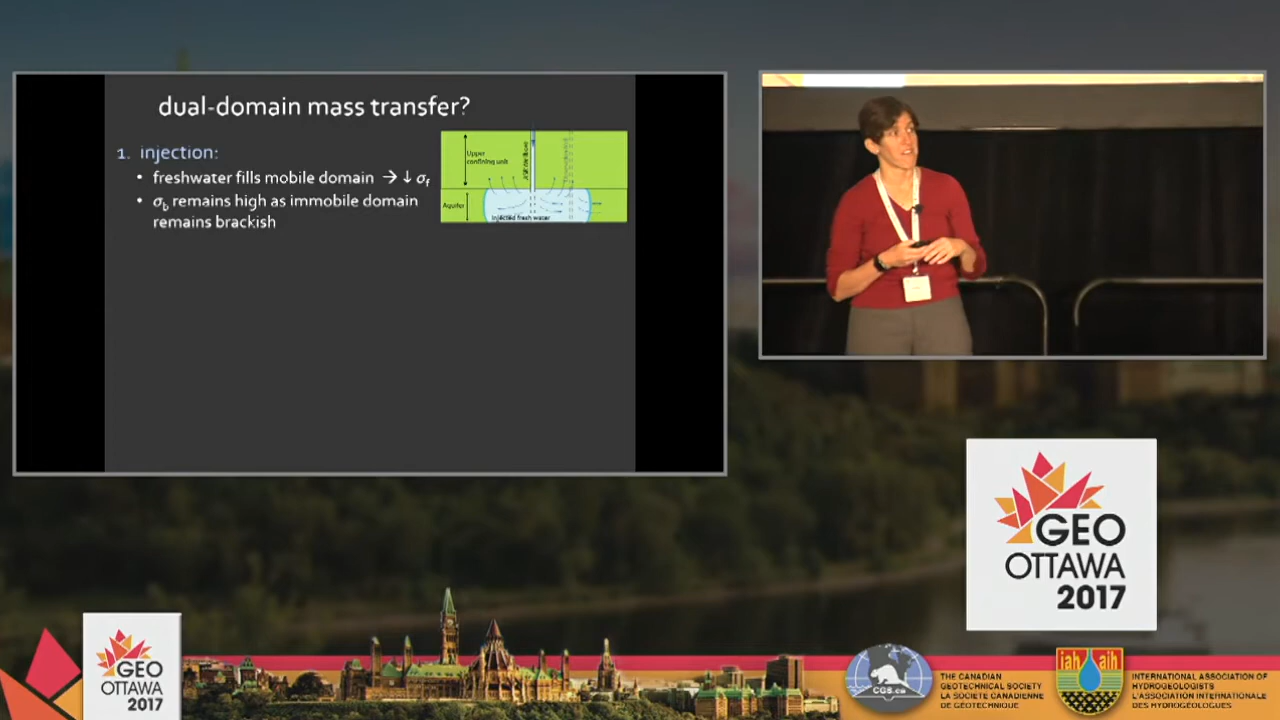 dual-domain mass transfer?
1. injection:
• freshwater fills mobile domain → ↓ σf
• σb remains high as immobile domain
remains brackish
Upper
confining unit
Aquifer
Injected fresh water
GEO
OTTAWA
2017
GEO
OTTAWA
2017
CGS.ca
THE CANADIAN
GEOTECHNICAL SOCIETY
LA SOCIÉTÉ CANADIENNE
DE GÉOTECHNIQUE
iah aih
INTERNATIONAL ASSOCIATION OF
HYDROGEOLOGISTS
L'ASSOCIATION INTERNATIONALE
DES HYDROGÉOLOGUES